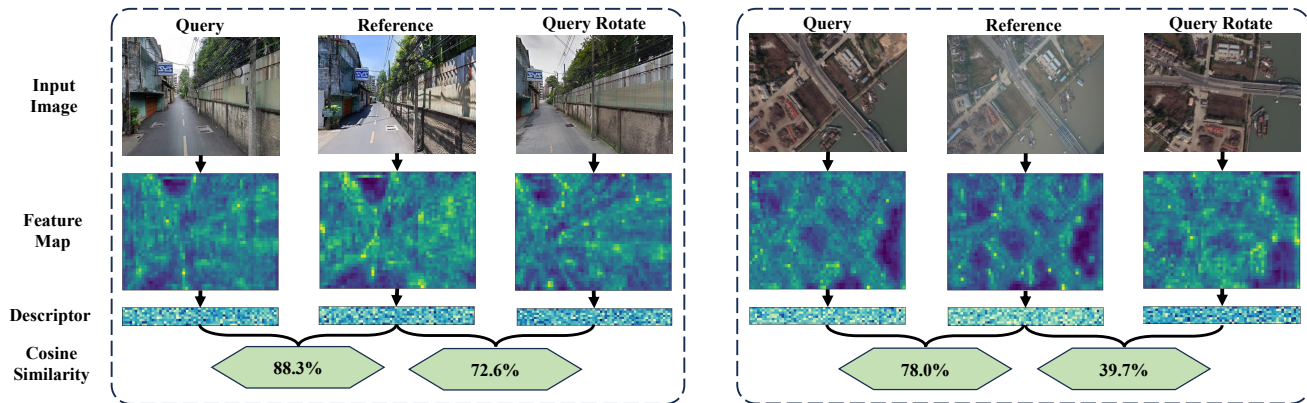 Query Reference Query Rotate
Query Reference Query Rotate
Input
Image
Feature
Map
Descriptor
Cosine
Similarity
88.3% 72.6%
78.0% 39.7%